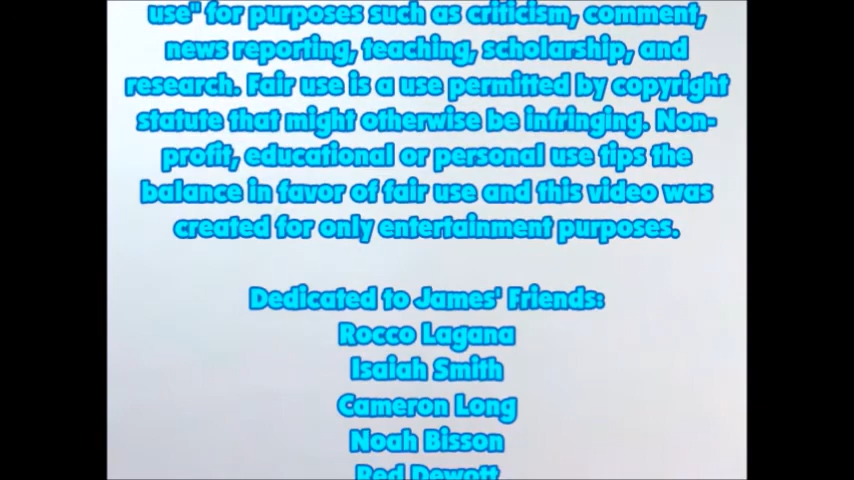 use" for purposes such as criticism, comment,
news reporting, teaching, scholarship, and
research. Fair use is a use permitted by copyright
statute that might otherwise be infringing. Non-
profit, educational or personal use tips the
balance in favor of fair use and this video was
created for only entertainment purposes.
Dedicated to James' Friends:
Rocco Lagana
Isaiah Smith
Cameron Long
Noah Bisson
Red Dewott